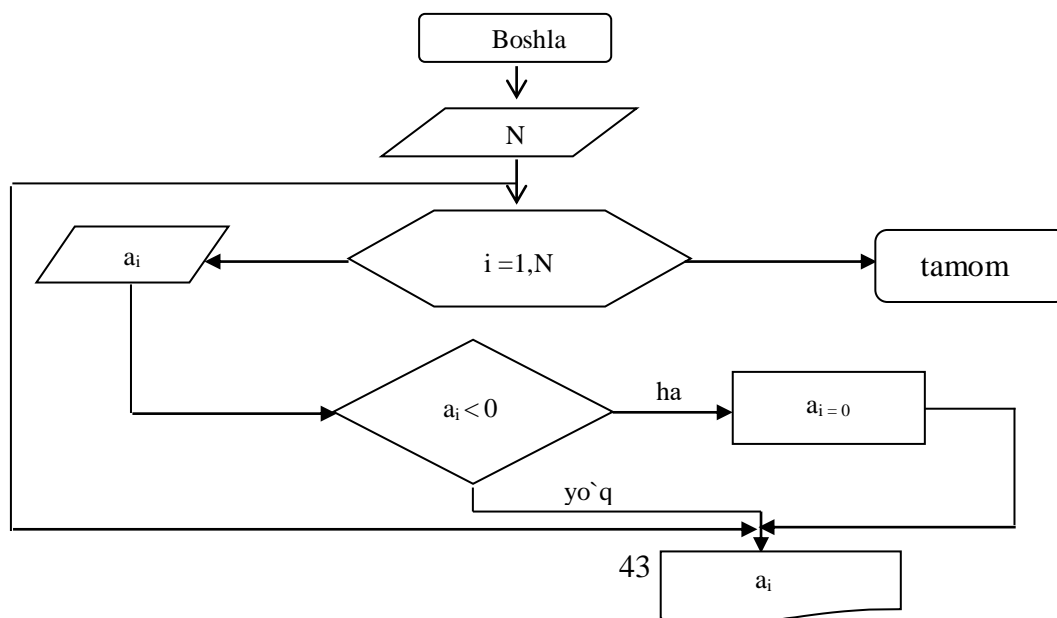 Boshla
N
i =1,N
aᵢ
tamom
aᵢ < 0
ha
aᵢ ₌ ₀
yo`q
43
aᵢ